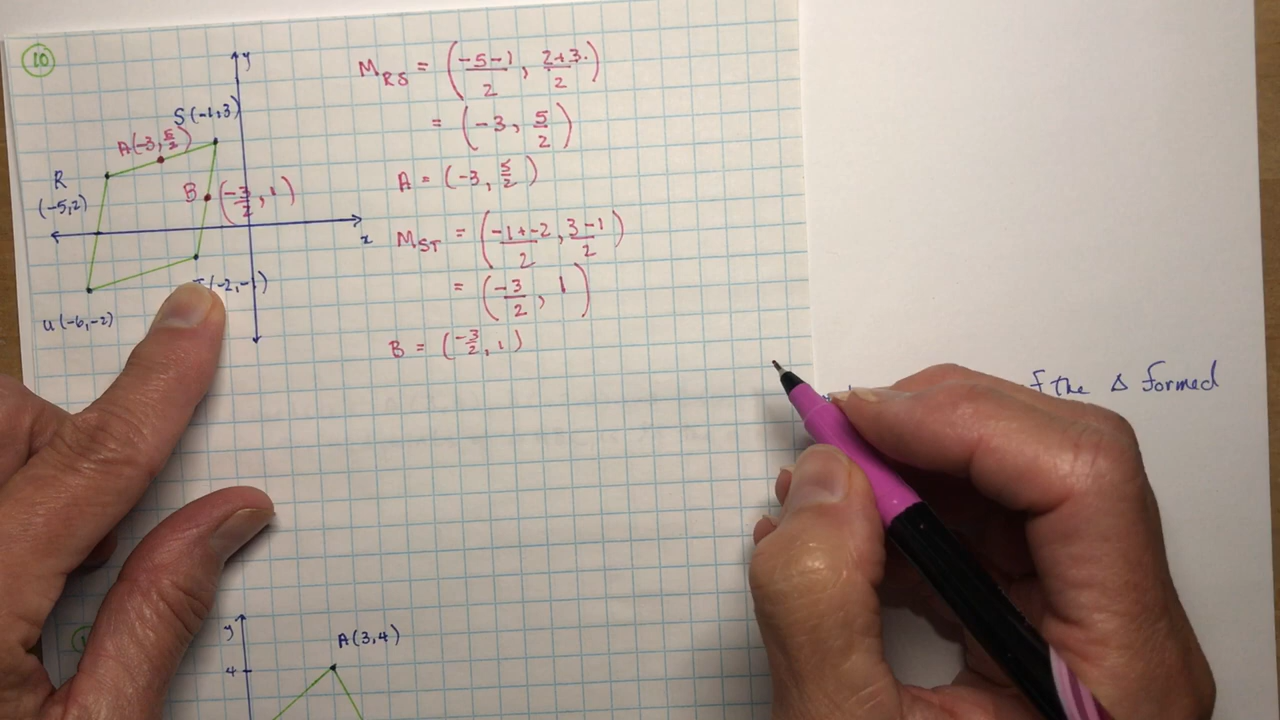 10
y
S(-1,3)
A(-3, 5/2)
R
(-5,2)
B (-3/2, 1)
x
(-2,-1)
U(-6,-2)
M_RS = ((-5-1)/2, (2+3)/2)
= (-3, 5/2)
A = (-3, 5/2)
M_ST = ((-1+-2)/2, (3-1)/2)
= (-3/2, 1)
B = (-3/2, 1)
the Δ formed
y
A(3,4)
4